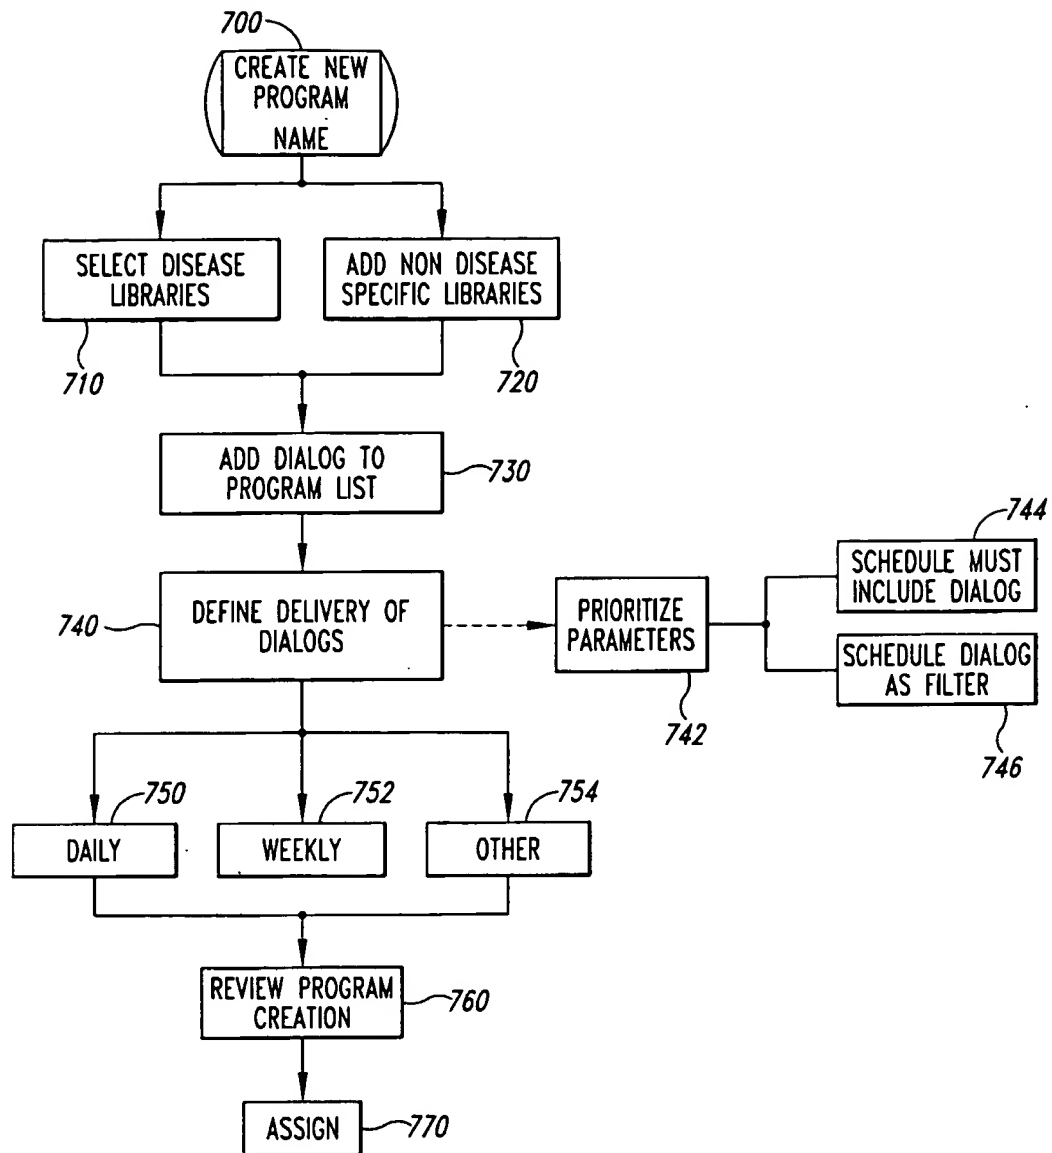 700
CREATE NEW
PROGRAM
NAME
SELECT DISEASE
LIBRARIES
710
ADD NON DISEASE
SPECIFIC LIBRARIES
720
ADD DIALOG TO
PROGRAM LIST
730
740
DEFINE DELIVERY OF
DIALOGS
PRIORITIZE
PARAMETERS
742
744
SCHEDULE MUST
INCLUDE DIALOG
SCHEDULE DIALOG
AS FILTER
746
750
DAILY
752
WEEKLY
754
OTHER
REVIEW PROGRAM
CREATION
760
ASSIGN
770